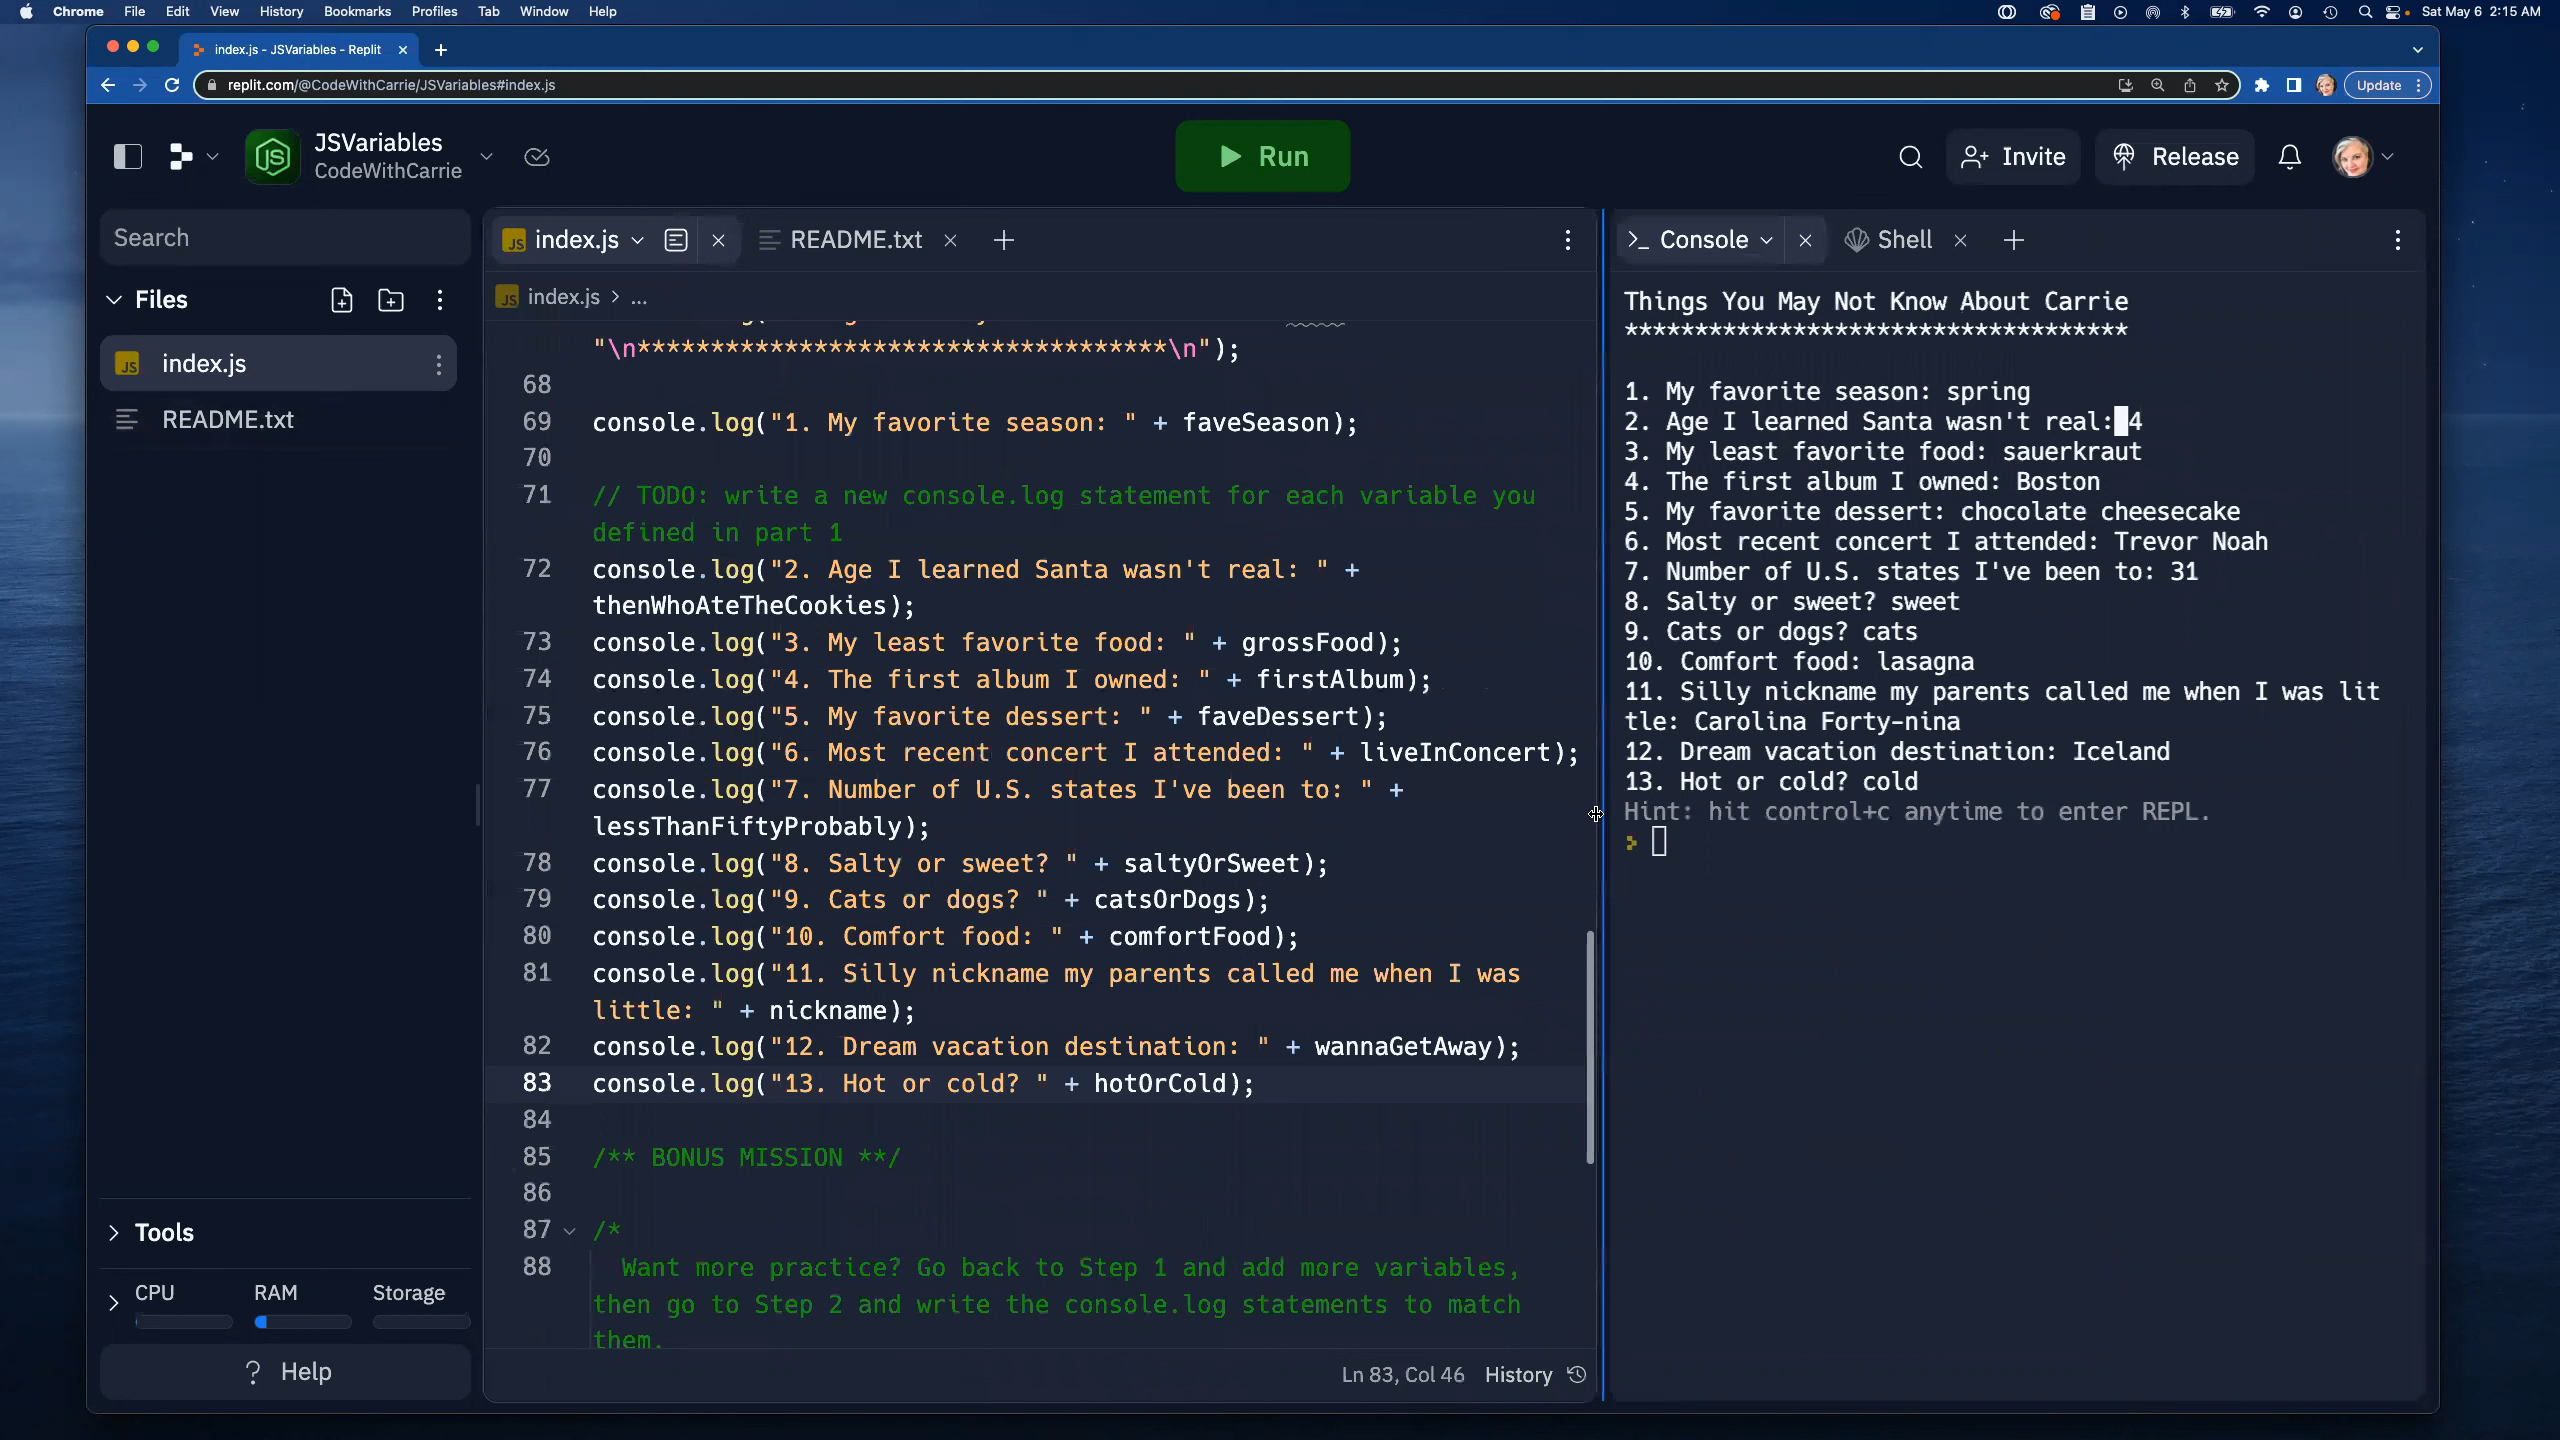 Chrome File Edit View History Bookmarks Profiles Tab Window Help
Sat May 6 2:15 AM
index.js - JSVariables - Replit
replit.com/@CodeWithCarrie/JSVariables#index.js
Update
JSVariables
CodeWithCarrie
Run
Invite
Release
Search
Files
index.js
README.txt
Tools
CPU RAM Storage
? Help
index.js
README.txt
index.js > ...
"\n************************************\n");
68
69 console.log("1. My favorite season: " + faveSeason);
70
71 // TODO: write a new console.log statement for each variable you
defined in part 1
72 console.log("2. Age I learned Santa wasn't real: " +
thenWhoAteTheCookies);
73 console.log("3. My least favorite food: " + grossFood);
74 console.log("4. The first album I owned: " + firstAlbum);
75 console.log("5. My favorite dessert: " + faveDessert);
76 console.log("6. Most recent concert I attended: " + liveInConcert);
77 console.log("7. Number of U.S. states I've been to: " +
lessThanFiftyProbably);
78 console.log("8. Salty or sweet? " + saltyOrSweet);
79 console.log("9. Cats or dogs? " + catsOrDogs);
80 console.log("10. Comfort food: " + comfortFood);
81 console.log("11. Silly nickname my parents called me when I was
little: " + nickname);
82 console.log("12. Dream vacation destination: " + wannaGetAway);
83 console.log("13. Hot or cold? " + hotOrCold);
84
85 /** BONUS MISSION **/
86
87 /*
88 Want more practice? Go back to Step 1 and add more variables,
then go to Step 2 and write the console.log statements to match
them.
Ln 83, Col 46 History
>_ Console
Shell
Things You May Not Know About Carrie
************************************
1. My favorite season: spring
2. Age I learned Santa wasn't real: 4
3. My least favorite food: sauerkraut
4. The first album I owned: Boston
5. My favorite dessert: chocolate cheesecake
6. Most recent concert I attended: Trevor Noah
7. Number of U.S. states I've been to: 31
8. Salty or sweet? sweet
9. Cats or dogs? cats
10. Comfort food: lasagna
11. Silly nickname my parents called me when I was lit
tle: Carolina Forty-nina
12. Dream vacation destination: Iceland
13. Hot or cold? cold
Hint: hit control+c anytime to enter REPL.
>